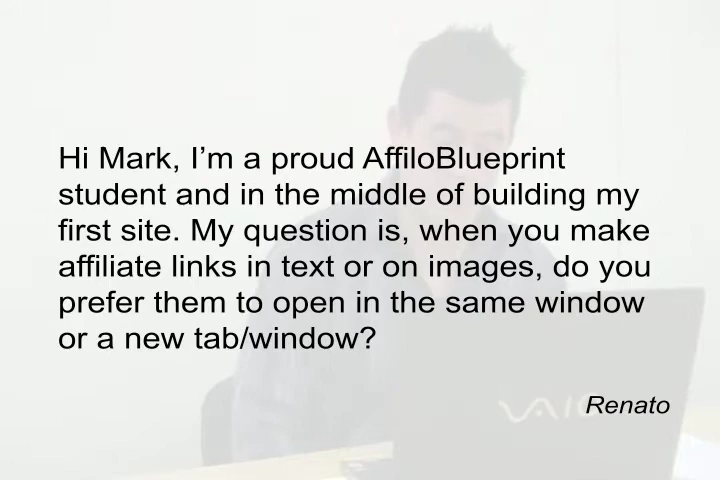 Hi Mark, I’m a proud AffiloBlueprint
student and in the middle of building my
first site. My question is, when you make
affiliate links in text or on images, do you
prefer them to open in the same window
or a new tab/window?
Renato
VAIO